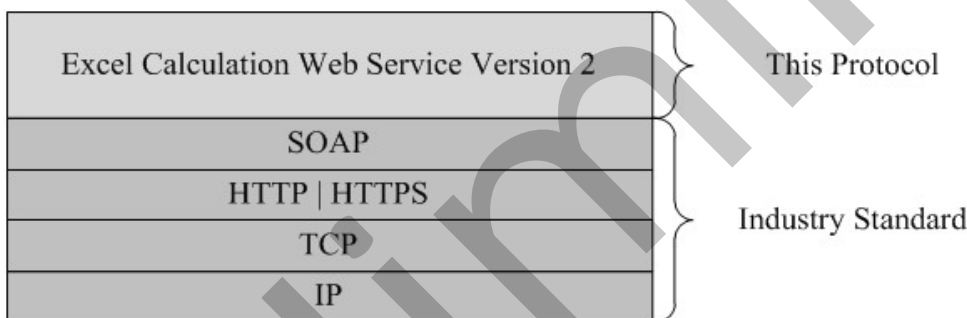 Excel Calculation Web Service Version 2
This Protocol
SOAP
HTTP | HTTPS
TCP
IP
Industry Standard